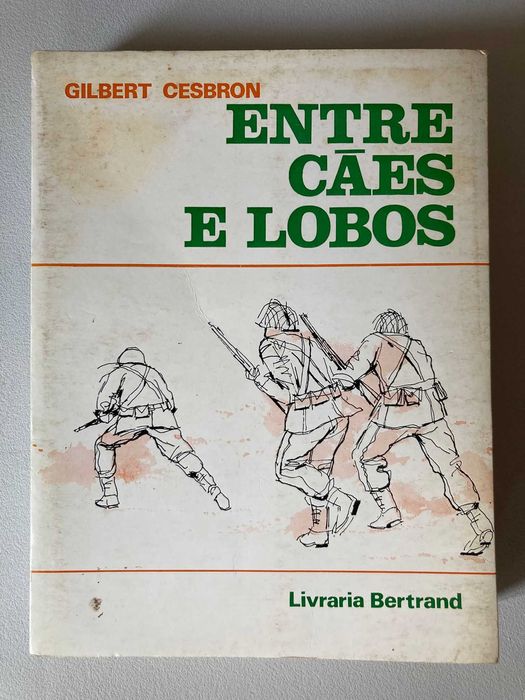 GILBERT CESBRON
ENTRE
CÃES
E LOBOS
Livraria Bertrand